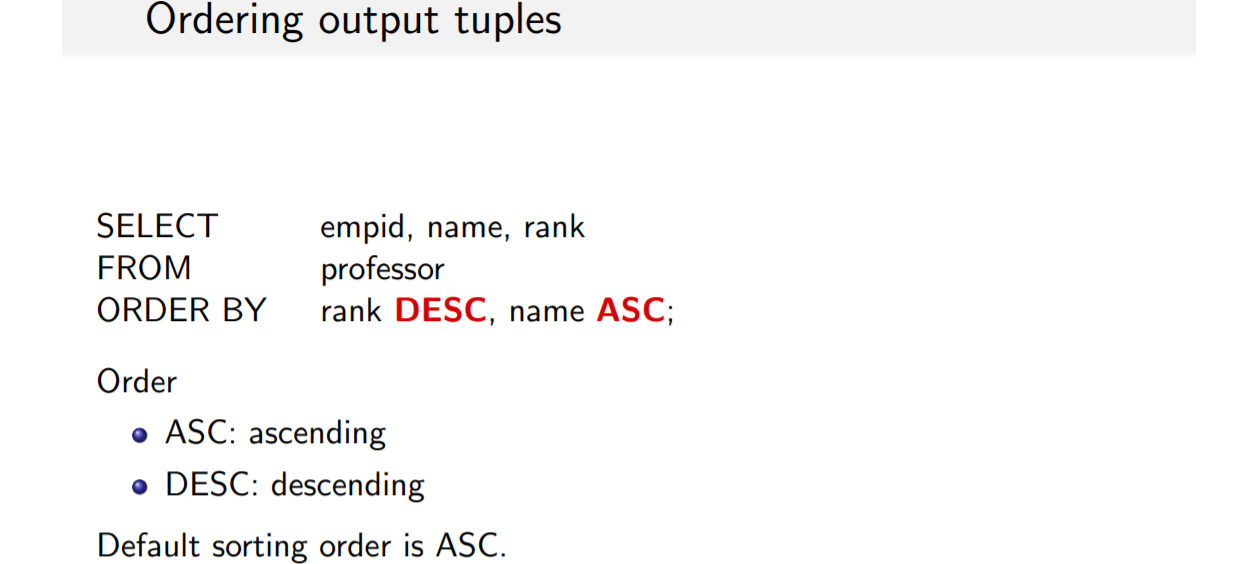 Ordering output tuples
SELECT empid, name, rank
FROM professor
ORDER BY rank DESC, name ASC;
Order
ASC: ascending
DESC: descending
Default sorting order is ASC.